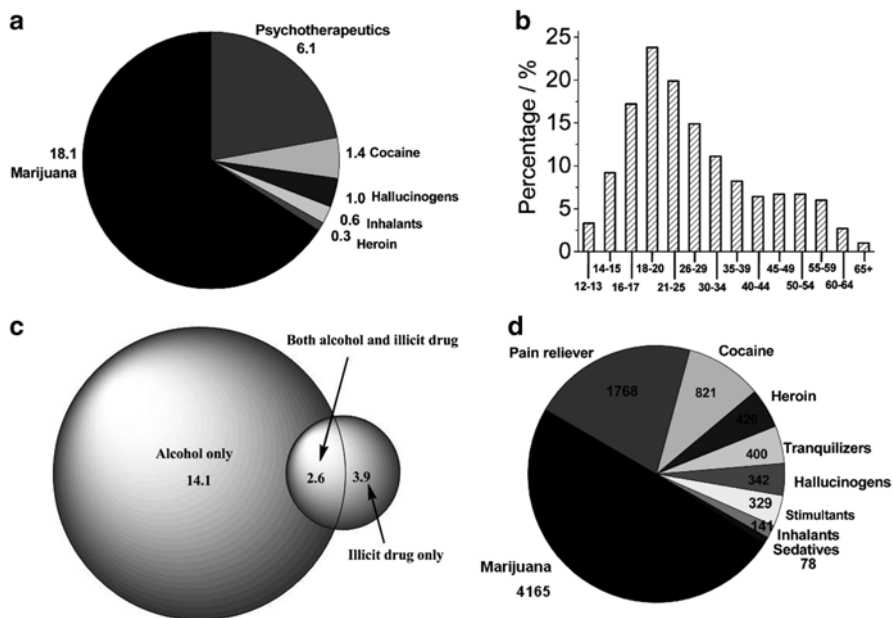 a
Psychotherapeutics
6.1
18.1
Marijuana
1.4 Cocaine
1.0 Hallucinogens
0.6 Inhalants
0.3 Heroin
b
Percentage / %
25
20
15
10
5
0
14-15 18-20 26-29 35-39 45-49 55-59 65+
12-13 16-17 21-25 30-34 40-44 50-54 60-64
c
Both alcohol and illicit drug
Alcohol only
14.1
2.6 3.9
Illicit drug only
d
Pain reliever
1768
Cocaine
821
Heroin
426
Tranquilizers
400
Hallucinogens
342
329
Stimultants
141
Inhalants
Sedatives
78
Marijuana
4165